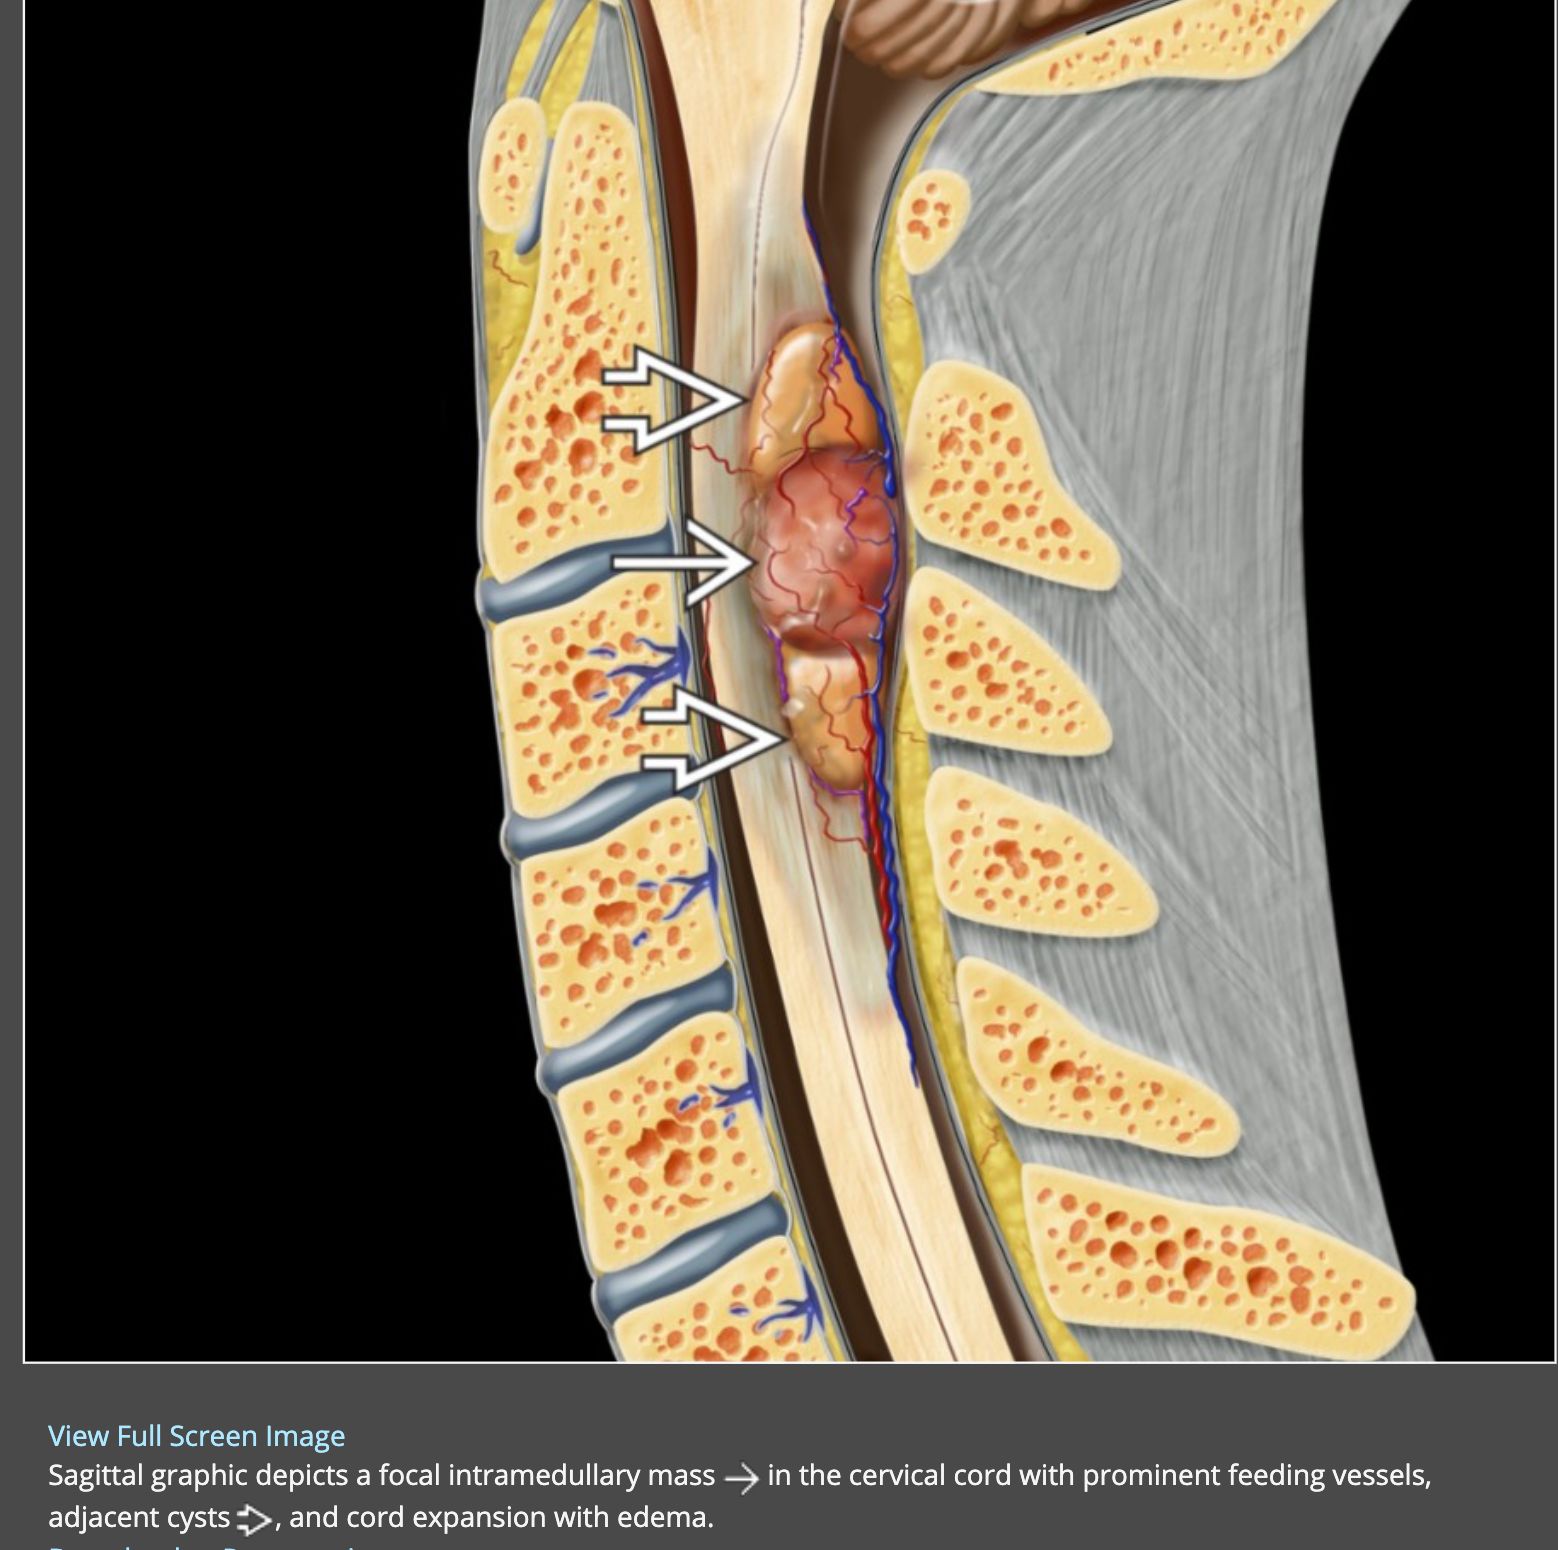 View Full Screen Image
Sagittal graphic depicts a focal intramedullary mass → in the cervical cord with prominent feeding vessels,
adjacent cysts ⇨, and cord expansion with edema.